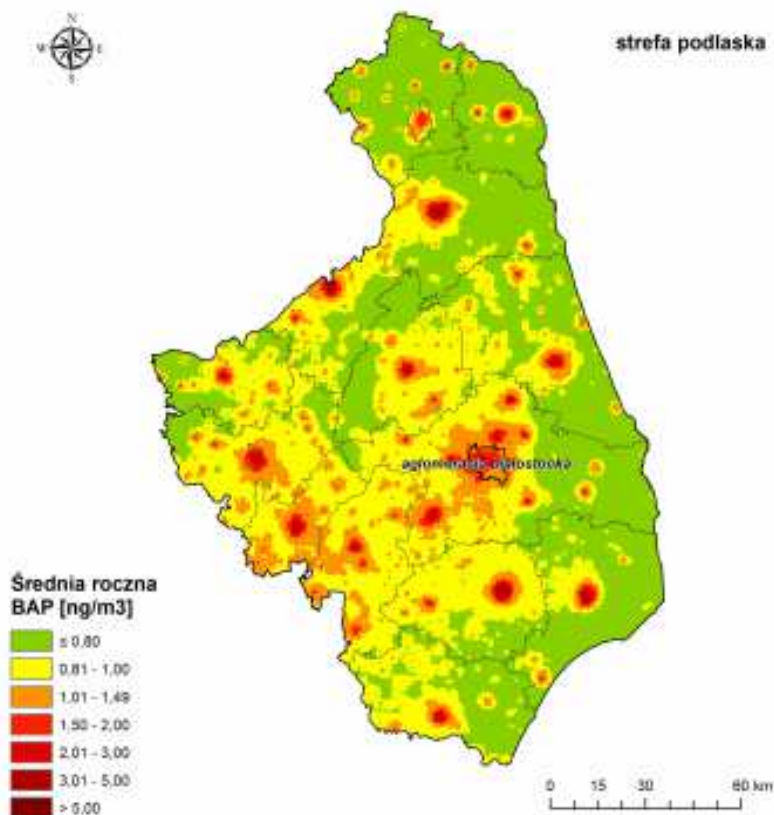 N
W E
S
strefa podlaska
aglomeracja białostocka
Średnia roczna
BAP [ng/m3]
≤ 0.80
0.81 - 1.00
1.01 - 1.49
1.50 - 2.00
2.01 - 3.00
3.01 - 5.00
> 5.00
0 15 30 60 km